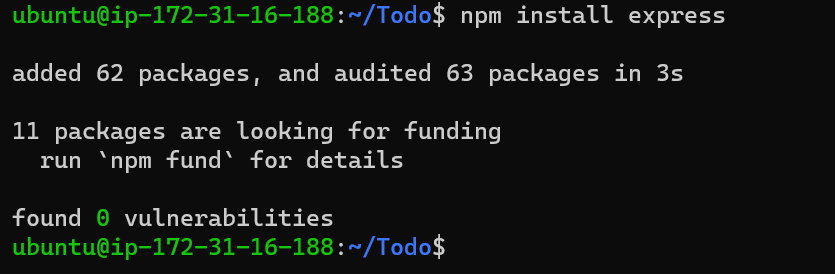 ubuntu@ip-172-31-16-188:~/Todo$ npm install express
added 62 packages, and audited 63 packages in 3s
11 packages are looking for funding
  run `npm fund` for details
found 0 vulnerabilities
ubuntu@ip-172-31-16-188:~/Todo$